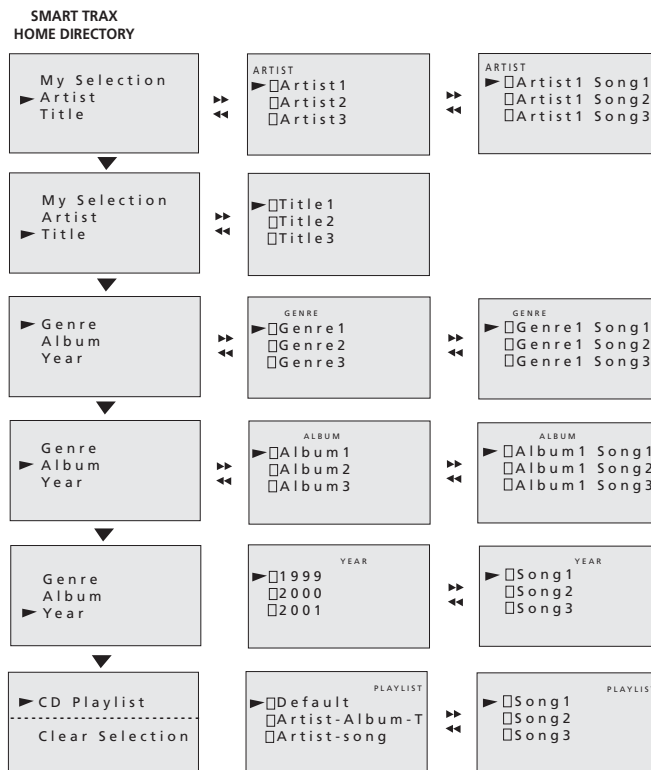 SMART TRAX
HOME DIRECTORY
My Selection
Artist
Title
ARTIST
Artist1
Artist2
Artist3
ARTIST
Artist1 Song1
Artist1 Song2
Artist1 Song3
My Selection
Artist
Title
Title1
Title2
Title3
Genre
Album
Year
GENRE
Genre1
Genre2
Genre3
GENRE
Genre1 Song1
Genre1 Song2
Genre1 Song3
Genre
Album
Year
ALBUM
Album1
Album2
Album3
ALBUM
Album1 Song1
Album1 Song2
Album1 Song3
Genre
Album
Year
YEAR
1999
2000
2001
YEAR
Song1
Song2
Song3
CD Playlist
Clear Selection
PLAYLIST
Default
Artist-Album-T
Artist-song
PLAYLIST
Song1
Song2
Song3